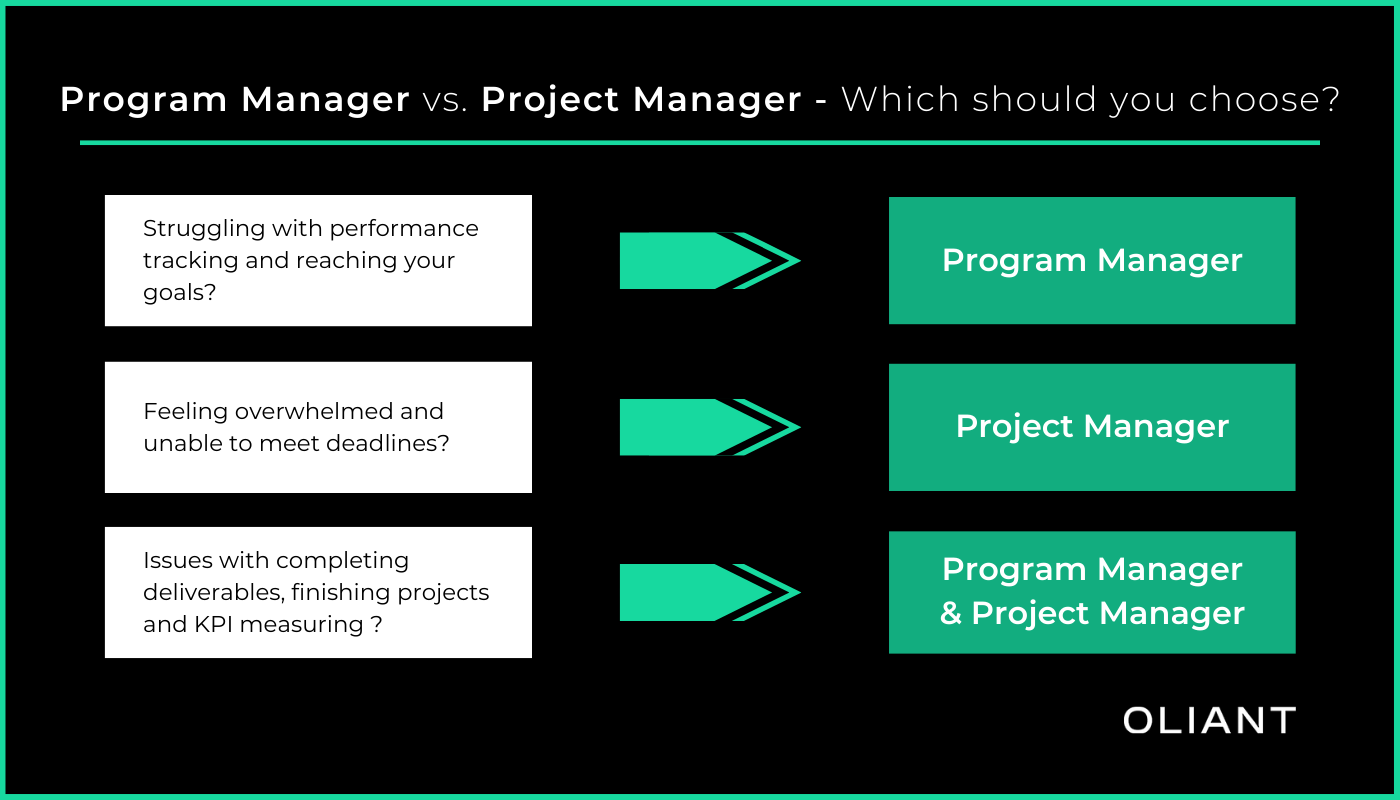 Program Manager vs. Project Manager - Which should you choose?
Struggling with performance
tracking and reaching your
goals?
Program Manager
Feeling overwhelmed and
unable to meet deadlines?
Project Manager
Issues with completing
deliverables, finishing projects
and KPI measuring ?
Program Manager
& Project Manager
OLIANT